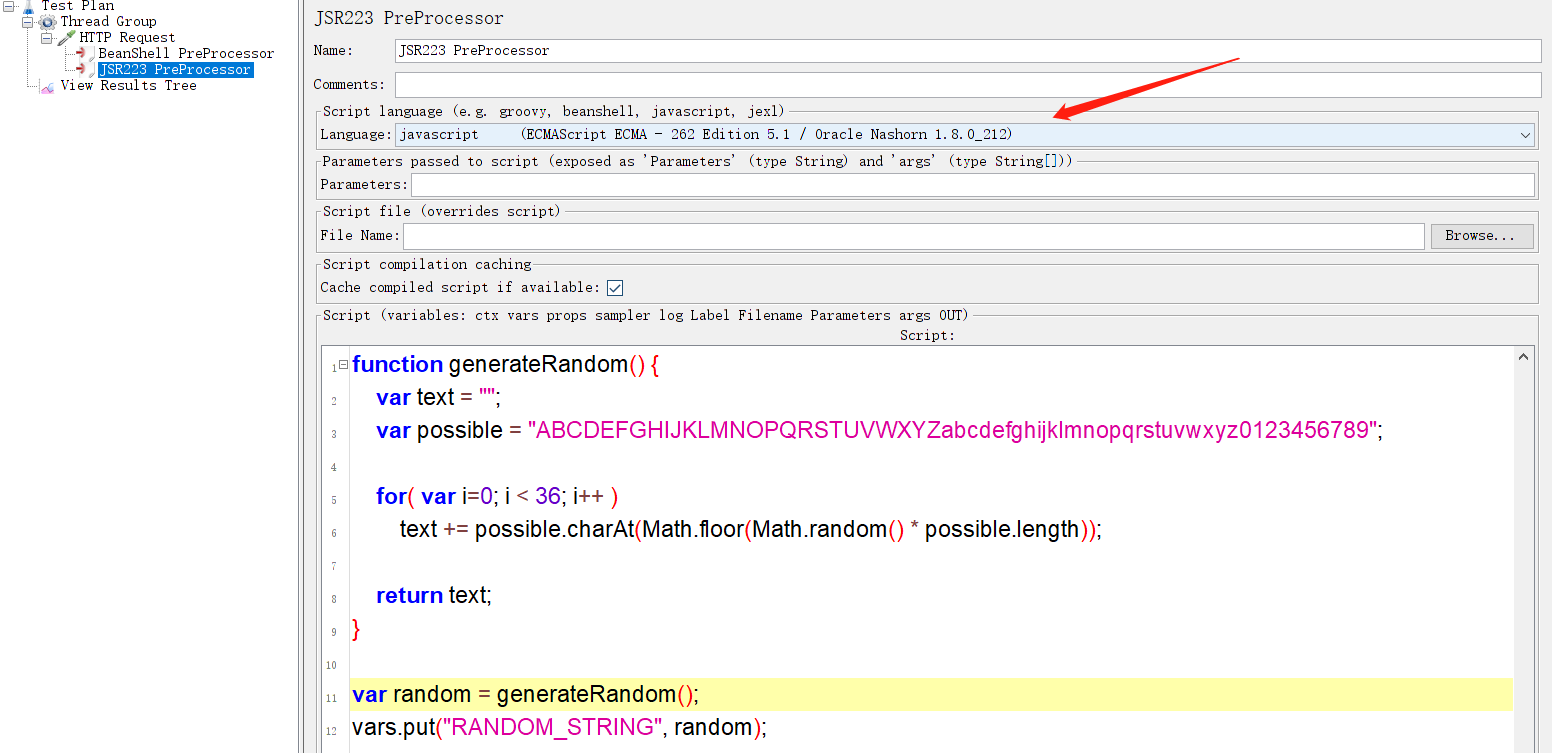 Test Plan
Thread Group
HTTP Request
BeanShell PreProcessor
JSR223 PreProcessor
View Results Tree
JSR223 PreProcessor
Name: JSR223 PreProcessor
Comments:
Script language (e.g. groovy, beanshell, javascript, jexl)
Language: javascript (ECMAScript ECMA - 262 Edition 5.1 / Oracle Nashorn 1.8.0_212)
Parameters passed to script (exposed as 'Parameters' (type String) and 'args' (type String[]))
Parameters:
Script file (overrides script)
File Name: Browse...
Script compilation caching
Cache compiled script if available:
Script (variables: ctx vars props sampler log Label Filename Parameters args OUT)
Script:
1 function generateRandom() {
2 var text = "";
3 var possible = "ABCDEFGHIJKLMNOPQRSTUVWXYZabcdefghijklmnopqrstuvwxyz0123456789";
4
5 for( var i=0; i < 36; i++ )
6 text += possible.charAt(Math.floor(Math.random() * possible.length));
7
8 return text;
9 }
10
11 var random = generateRandom();
12 vars.put("RANDOM_STRING", random);